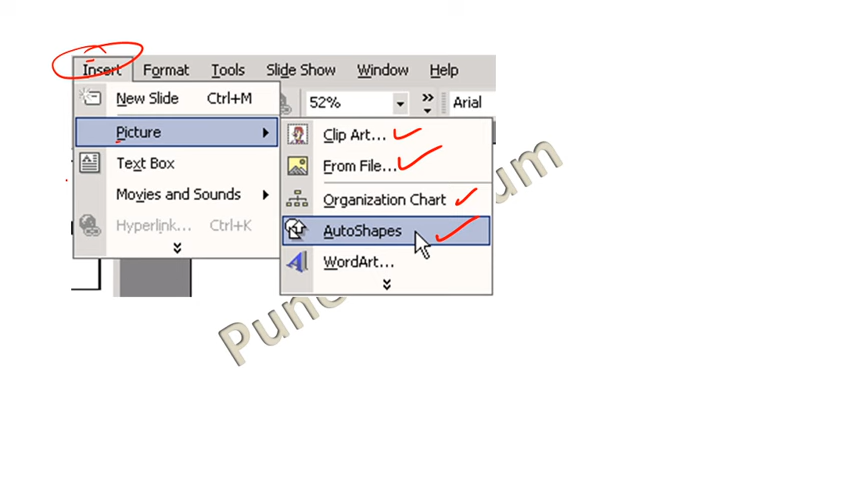 Insert Format Tools Slide Show Window Help
New Slide Ctrl+M 52% Arial
Picture
Clip Art...
Text Box
From File...
Movies and Sounds
Organization Chart
Hyperlink... Ctrl+K
AutoShapes
WordArt...